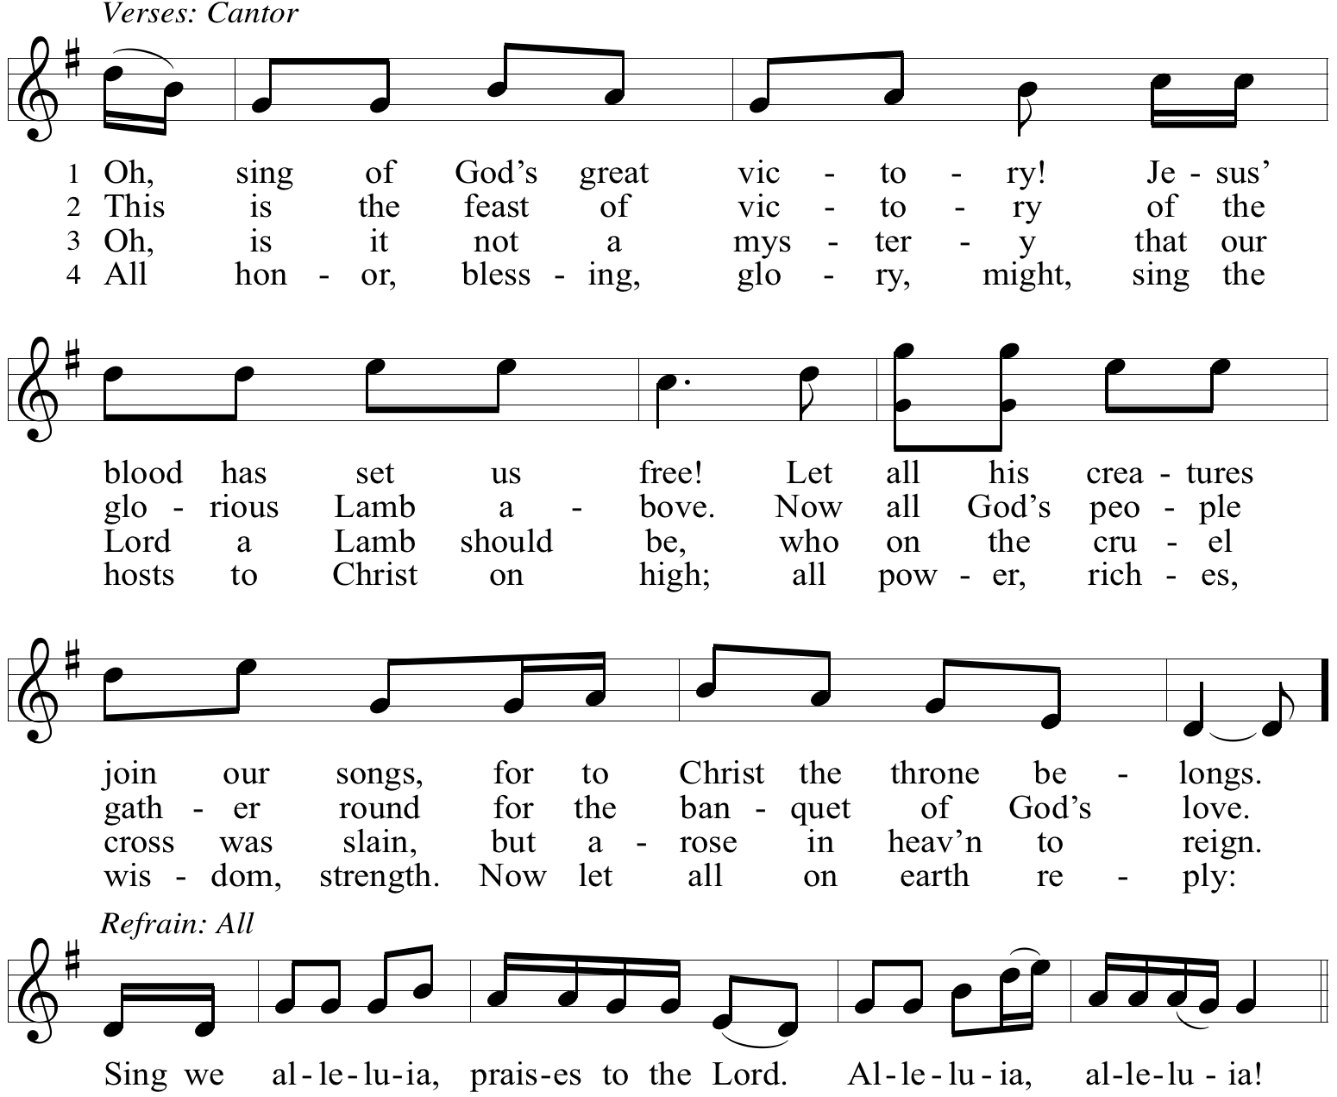 Verses: Cantor
1 Oh, sing of God’s great vic - to - ry! Je - sus’
2 This is the feast of vic - to - ry of the
3 Oh, is it not a mys - ter - y that our
4 All hon - or, bless - ing, glo - ry, might, sing the
blood has set us free! Let all his crea - tures
glo - rious Lamb a - bove. Now all God’s peo - ple
Lord a Lamb should be, who on the cru - el
hosts to Christ on high; all pow - er, rich - es,
join our songs, for to Christ the throne be - longs.
gath - er round for the ban - quet of God’s love.
cross was slain, but a - rose in heav’n to reign.
wis - dom, strength. Now let all on earth re - ply:
Refrain: All
Sing we al - le - lu - ia, prais - es to the Lord. Al - le - lu - ia, al - le - lu - ia!